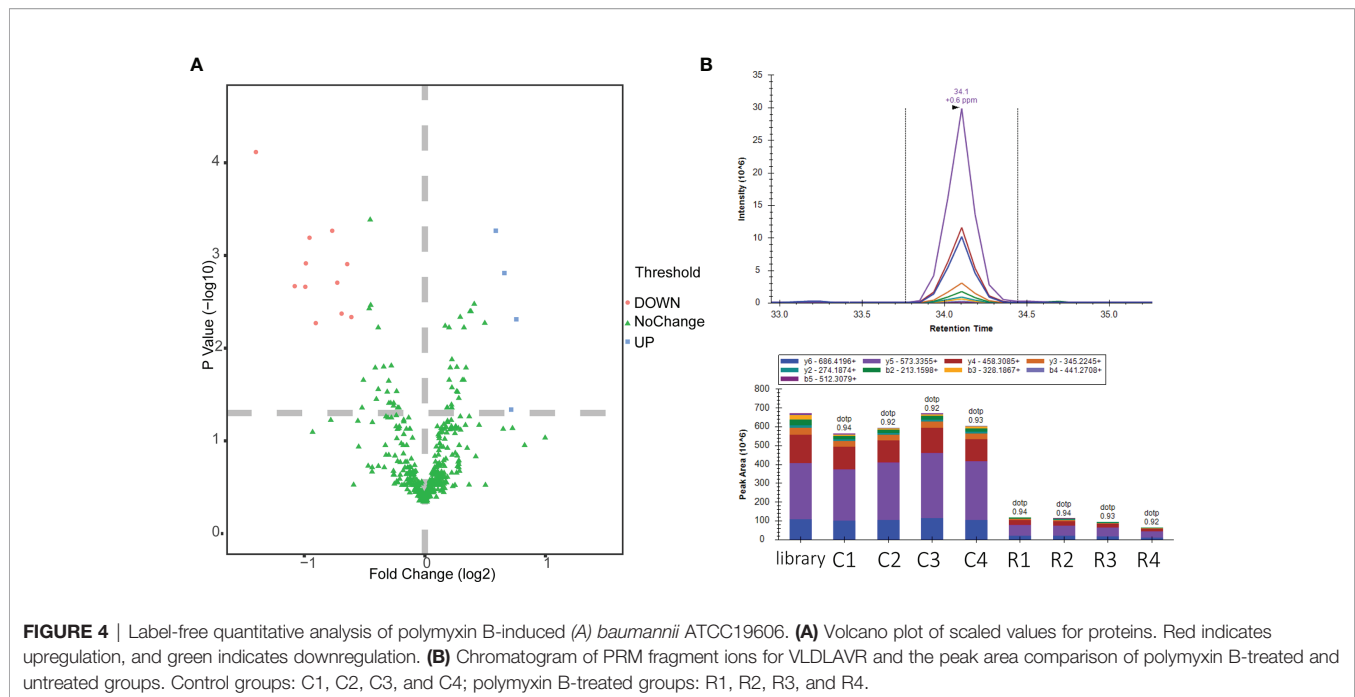 A
P Value (−log10)
4
3
2
1
0
−1
0
1
Fold Change (log2)
Threshold
DOWN
NoChange
UP
B
34.1
+0.6 ppm
Intensity (10^6)
35
30
25
20
15
10
5
0
33.0 33.5 34.0 34.5 35.0
Retention Time
y6 - 686.4196+ y5 - 573.3355+ y4 - 458.3085+ y3 - 345.2245+
y2 - 274.1874+ b2 - 213.1598+ b3 - 328.1867+ b4 - 441.2708+
b5 - 512.3079+
Peak Area (10^6)
800
700
600
500
400
300
200
100
0
dotp
0.94
dotp
0.92
dotp
0.92
dotp
0.93
dotp
0.94
dotp
0.94
dotp
0.93
dotp
0.92
library C1 C2 C3 C4 R1 R2 R3 R4
FIGURE 4 | Label-free quantitative analysis of polymyxin B-induced (A) baumannii ATCC19606. (A) Volcano plot of scaled values for proteins. Red indicates
upregulation, and green indicates downregulation. (B) Chromatogram of PRM fragment ions for VLDLAVR and the peak area comparison of polymyxin B-treated and
untreated groups. Control groups: C1, C2, C3, and C4; polymyxin B-treated groups: R1, R2, R3, and R4.